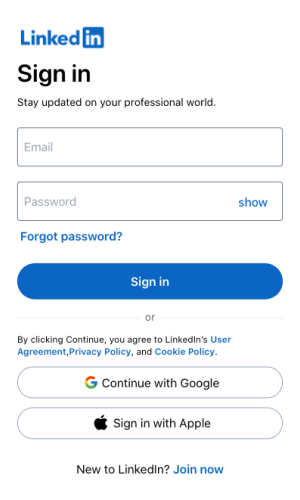 LinkedIn
Sign in
Stay updated on your professional world.
Email
Password show
Forgot password?
Sign in
or
By clicking Continue, you agree to LinkedIn's User
Agreement,Privacy Policy, and Cookie Policy.
Continue with Google
Sign in with Apple
New to LinkedIn? Join now